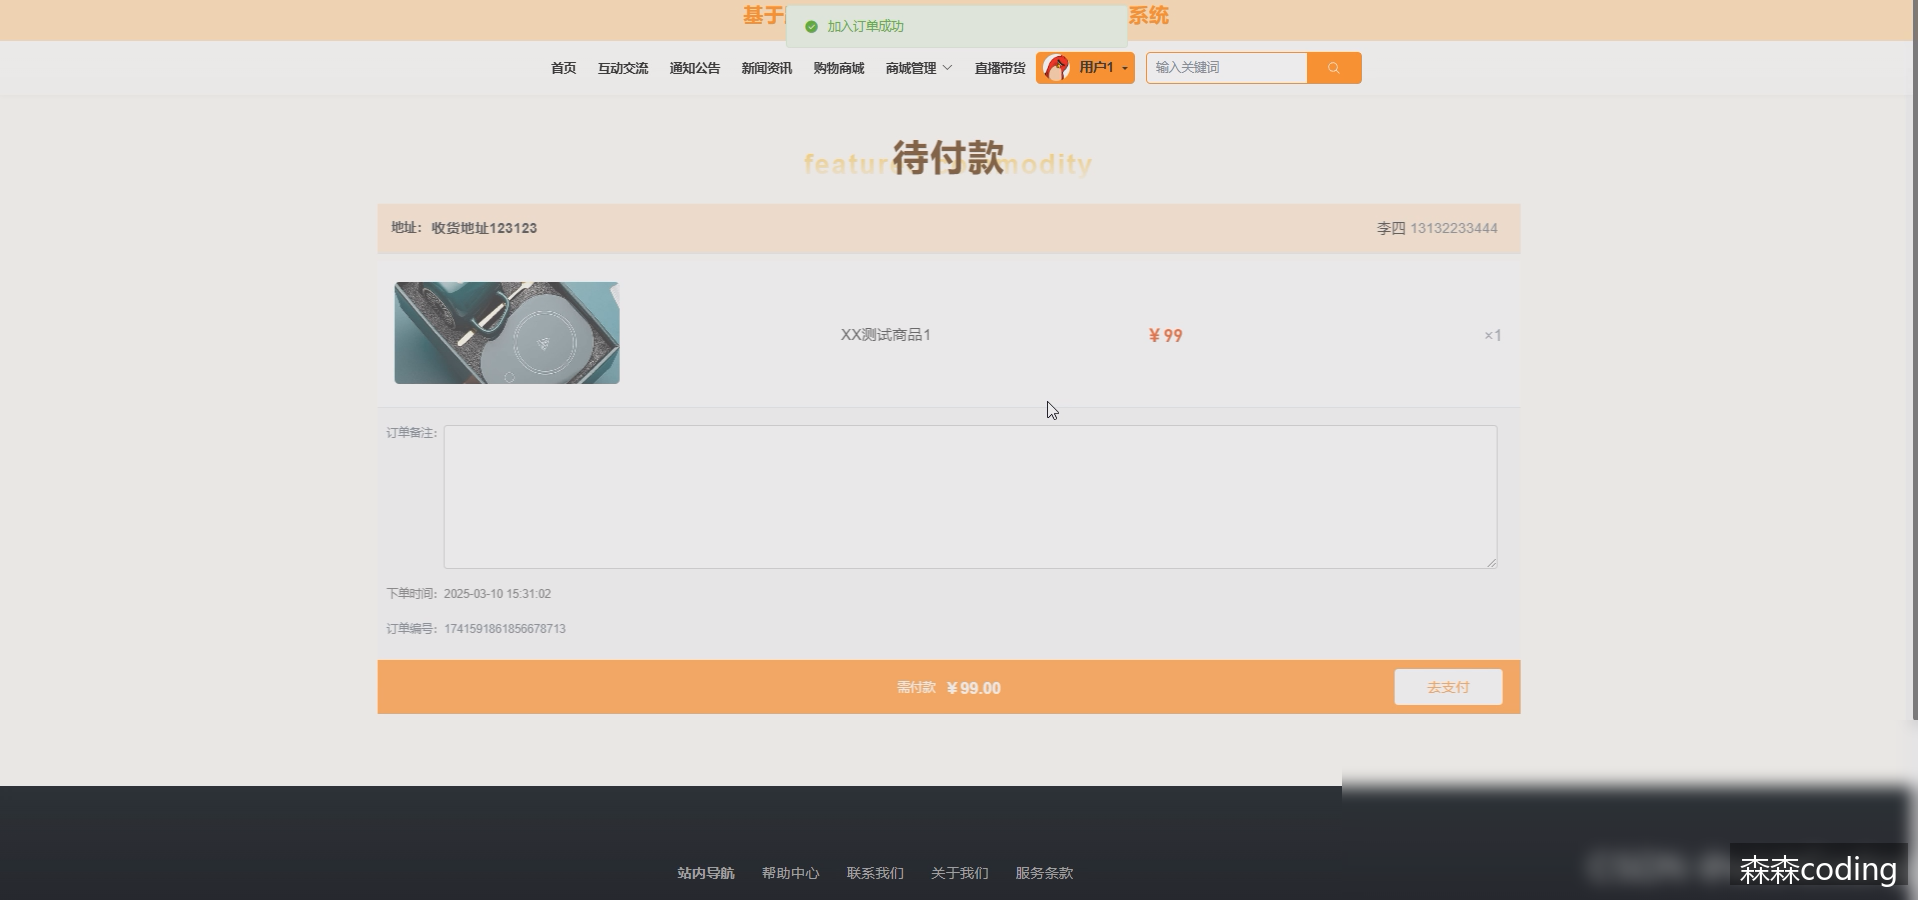 基于 系统
加入订单成功
首页 互动交流 通知公告 新闻资讯 购物商城 商城管理 直播带货 用户1 输入关键词
待付款
地址： 收货地址123123 李四 13132233444
XX测试商品1 ¥99 ×1
订单备注：
下单时间： 2025-03-10 15:31:02
订单编号： 1741591861856678713
需付款 ¥99.00 去支付
站内导航 帮助中心 联系我们 关于我们 服务条款
森森coding